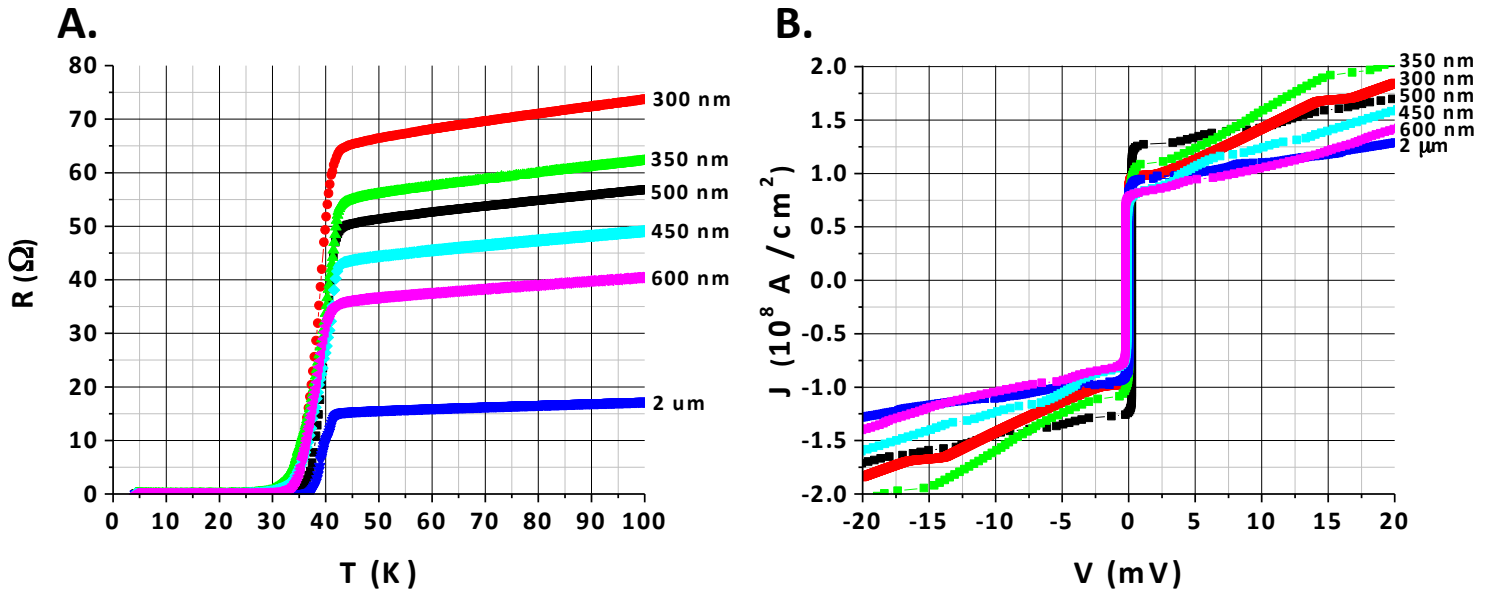 A.
80
70
60
50
40
30
20
10
0
R (Ω)
0 10 20 30 40 50 60 70 80 90 100
T (K)
300 nm
350 nm
500 nm
450 nm
600 nm
2 um
B.
2.0
1.5
1.0
0.5
0.0
-0.5
-1.0
-1.5
-2.0
J (10⁸ A /cm²)
-20 -15 -10 -5 0 5 10 15 20
V (mV)
350 nm
300 nm
500 nm
450 nm
600 nm
2 μm